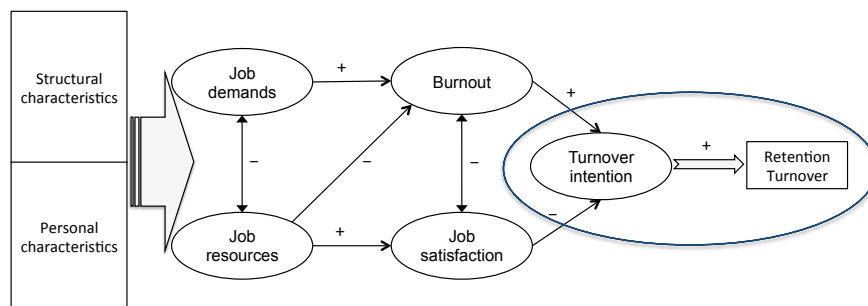 Structural
characteristics
Personal
characteristics
Job
demands
+
Burnout
+
–
–
–
Turnover
intention
+
Retention
Turnover
Job
resources
+
Job
satisfaction
–